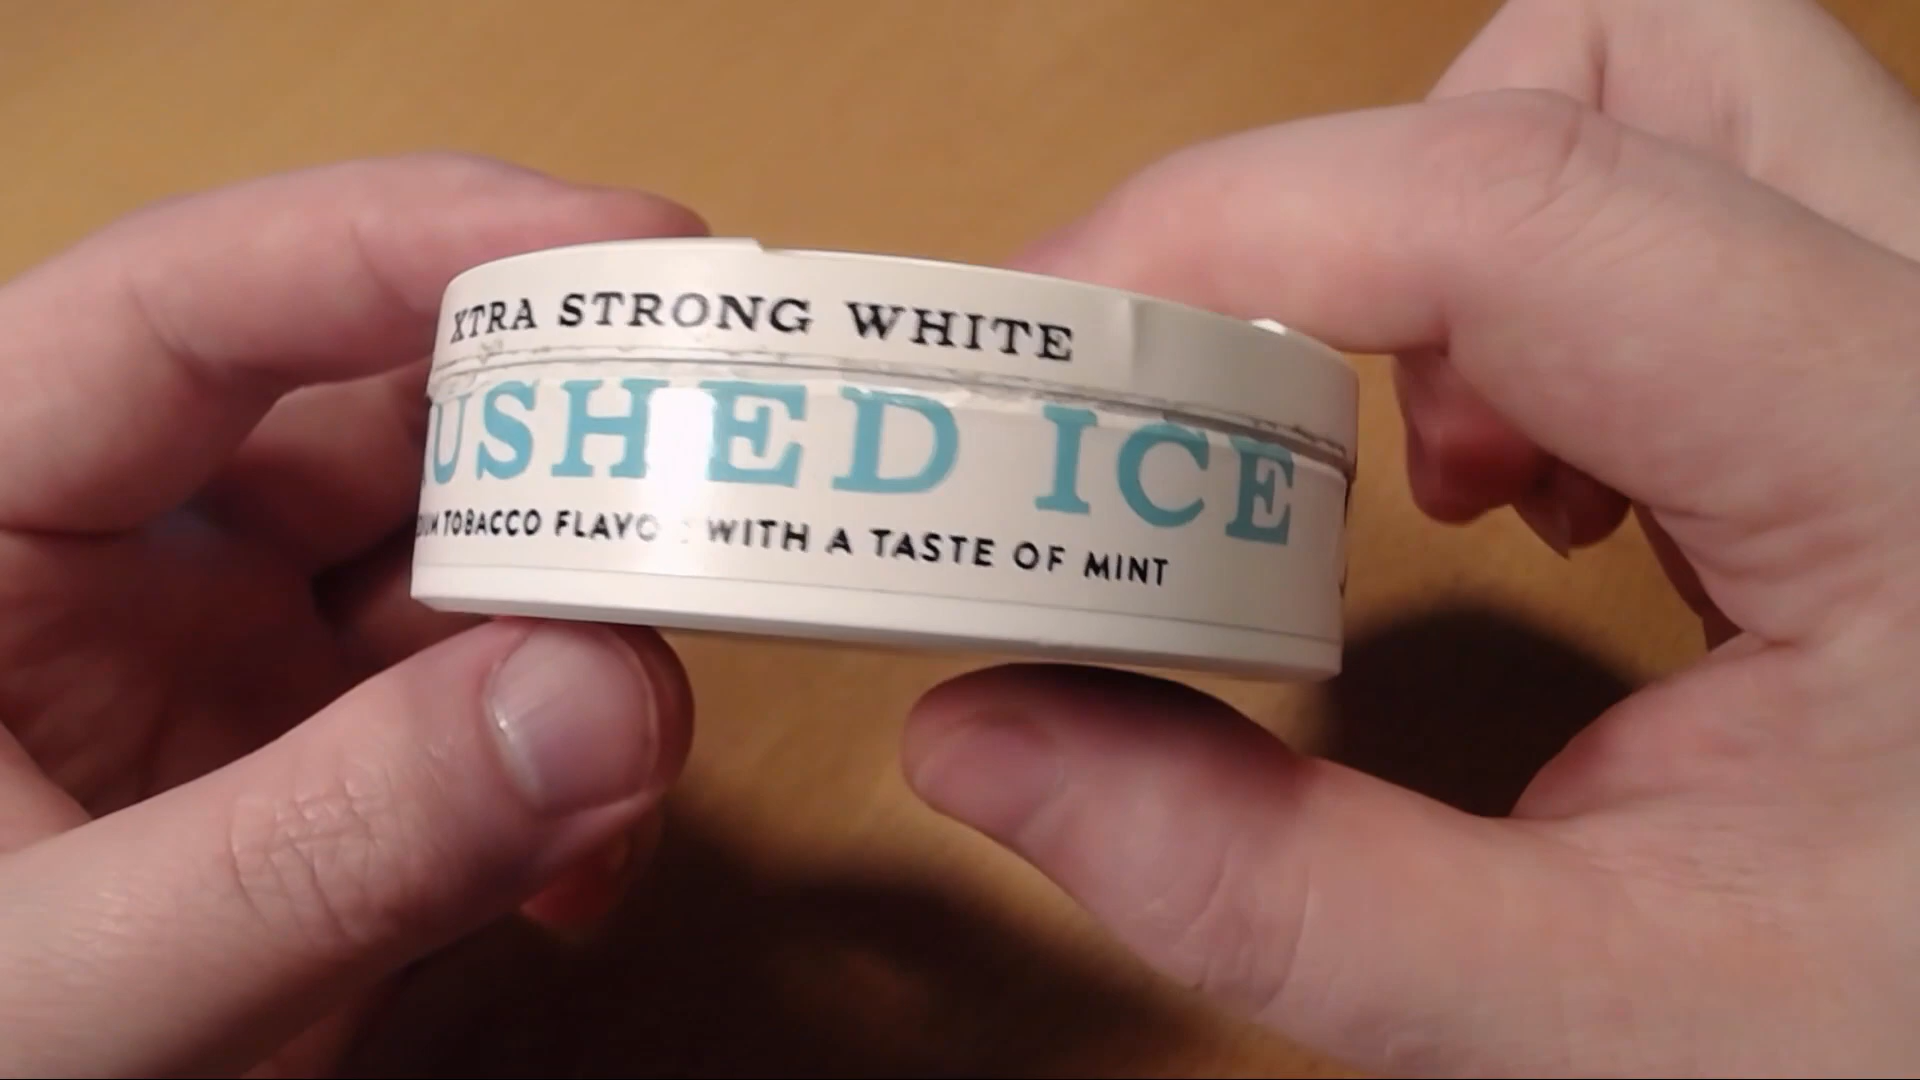 XTRA STRONG WHITE
USHED ICE
TOBACCO FLAVO WITH A TASTE OF MINT